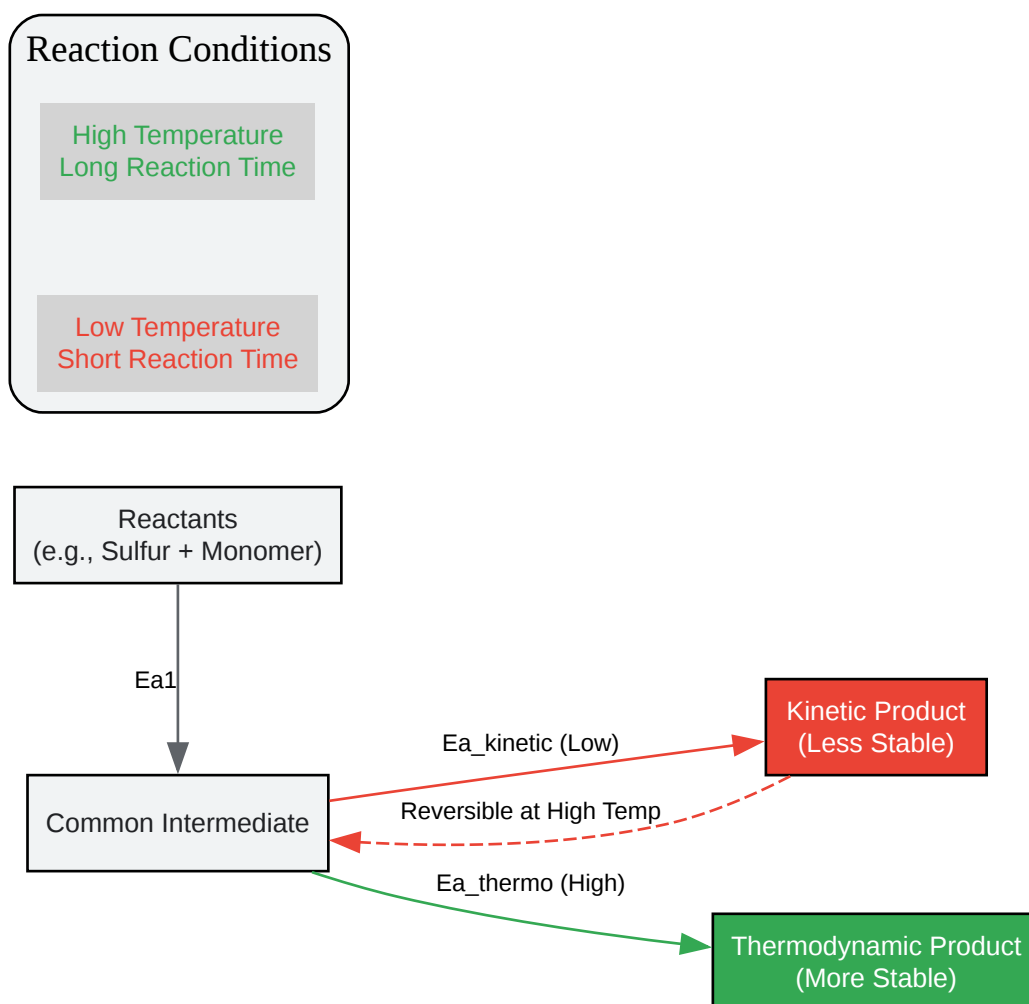 Reaction Conditions
High Temperature
Long Reaction Time
Low Temperature
Short Reaction Time
Reactants
(e.g., Sulfur + Monomer)
Ea1
Kinetic Product
(Less Stable)
Ea_kinetic (Low)
Common Intermediate
Reversible at High Temp
Ea_thermo (High)
Thermodynamic Product
(More Stable)